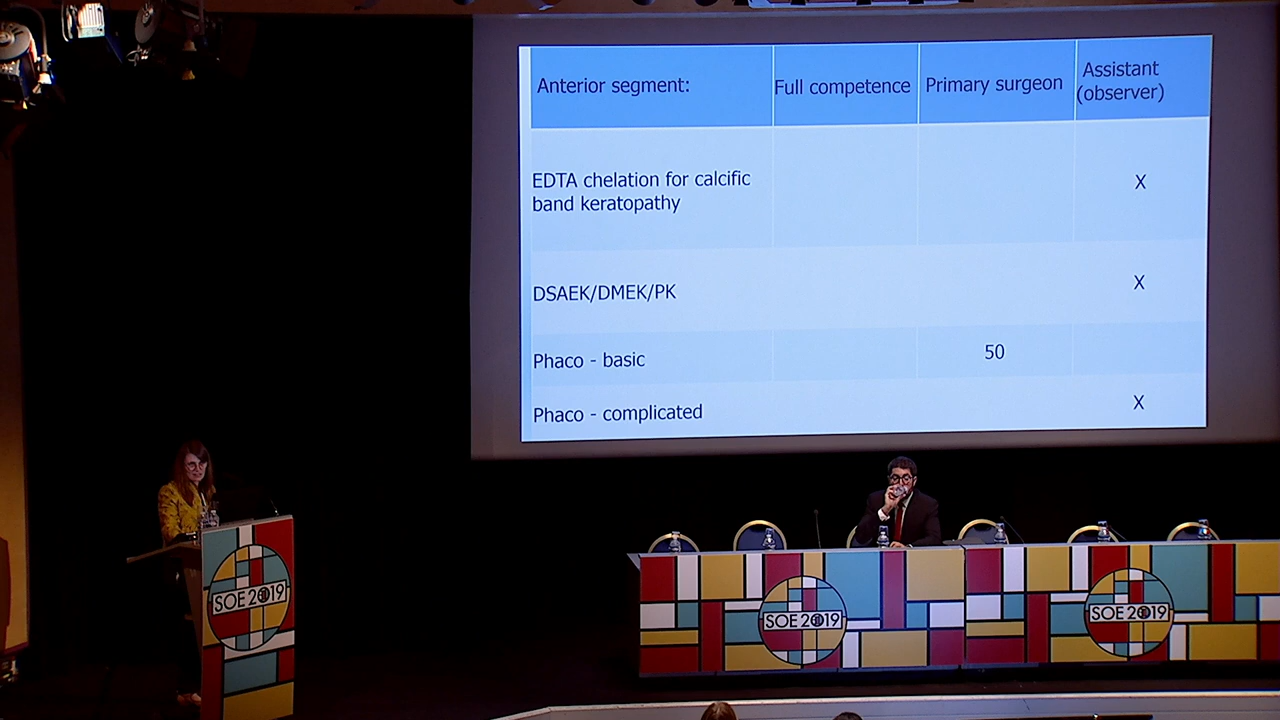 Anterior segment:
Full competence
Primary surgeon
Assistant
(observer)
EDTA chelation for calcific
band keratopathy
X
DSAEK/DMEK/PK
X
Phaco - basic
50
Phaco - complicated
X
SOE 2019
SOE 2019
SOE 2019